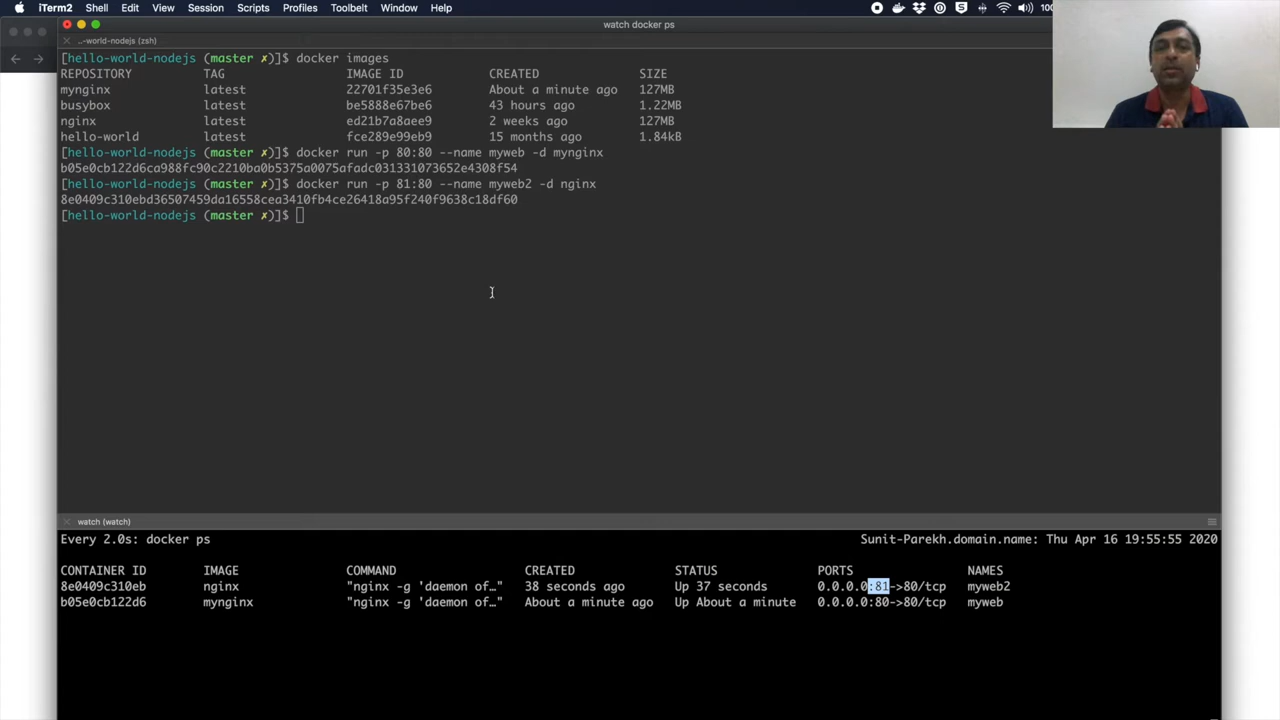 iTerm2 Shell Edit View Session Scripts Profiles Toolbelt Window Help
watch docker ps
..-world-nodejs (zsh)
[hello-world-nodejs (master ✗)]$ docker images
REPOSITORY TAG IMAGE ID CREATED SIZE
mynginx latest 22701f35e3e6 About a minute ago 127MB
busybox latest be5888e67be6 43 hours ago 1.22MB
nginx latest ed21b7a8aee9 2 weeks ago 127MB
hello-world latest fce289e99eb9 15 months ago 1.84kB
[hello-world-nodejs (master ✗)]$ docker run -p 80:80 --name myweb -d mynginx
b05e0cb122d6ca988fc90c2210ba0b5375a0075afadc031331073652e4308f54
[hello-world-nodejs (master ✗)]$ docker run -p 81:80 --name myweb2 -d nginx
8e0409c310ebd36507459da16558cea3410fb4ce26418a95f240f9638c18df60
[hello-world-nodejs (master ✗)]$
watch (watch)
Every 2.0s: docker ps Sunit-Parekh.domain.name: Thu Apr 16 19:55:55 2020
CONTAINER ID IMAGE COMMAND CREATED STATUS PORTS NAMES
8e0409c310eb nginx "nginx -g 'daemon of…" 38 seconds ago Up 37 seconds 0.0.0.0:81->80/tcp myweb2
b05e0cb122d6 mynginx "nginx -g 'daemon of…" About a minute ago Up About a minute 0.0.0.0:80->80/tcp myweb